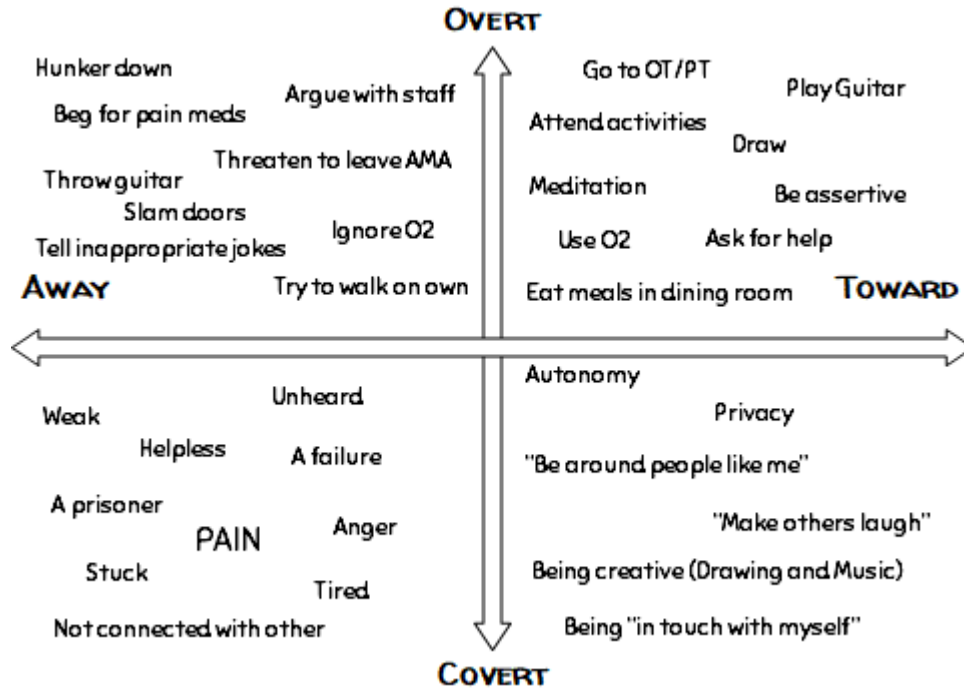 OVERT
Hunker down
Argue with staff
Beg for pain meds
Threaten to leave AMA
Throw guitar
Slam doors
Ignore O2
Tell inappropriate jokes
Try to walk on own
AWAY
Go to OT/PT
Play Guitar
Attend activities
Draw
Meditation
Be assertive
Use O2
Ask for help
Eat meals in dining room
TOWARD
Unheard
Weak
Helpless
A failure
A prisoner
PAIN
Anger
Stuck
Tired
Not connected with other
Autonomy
Privacy
"Be around people like me"
"Make others laugh"
Being creative (Drawing and Music)
Being "in touch with myself"
COVERT